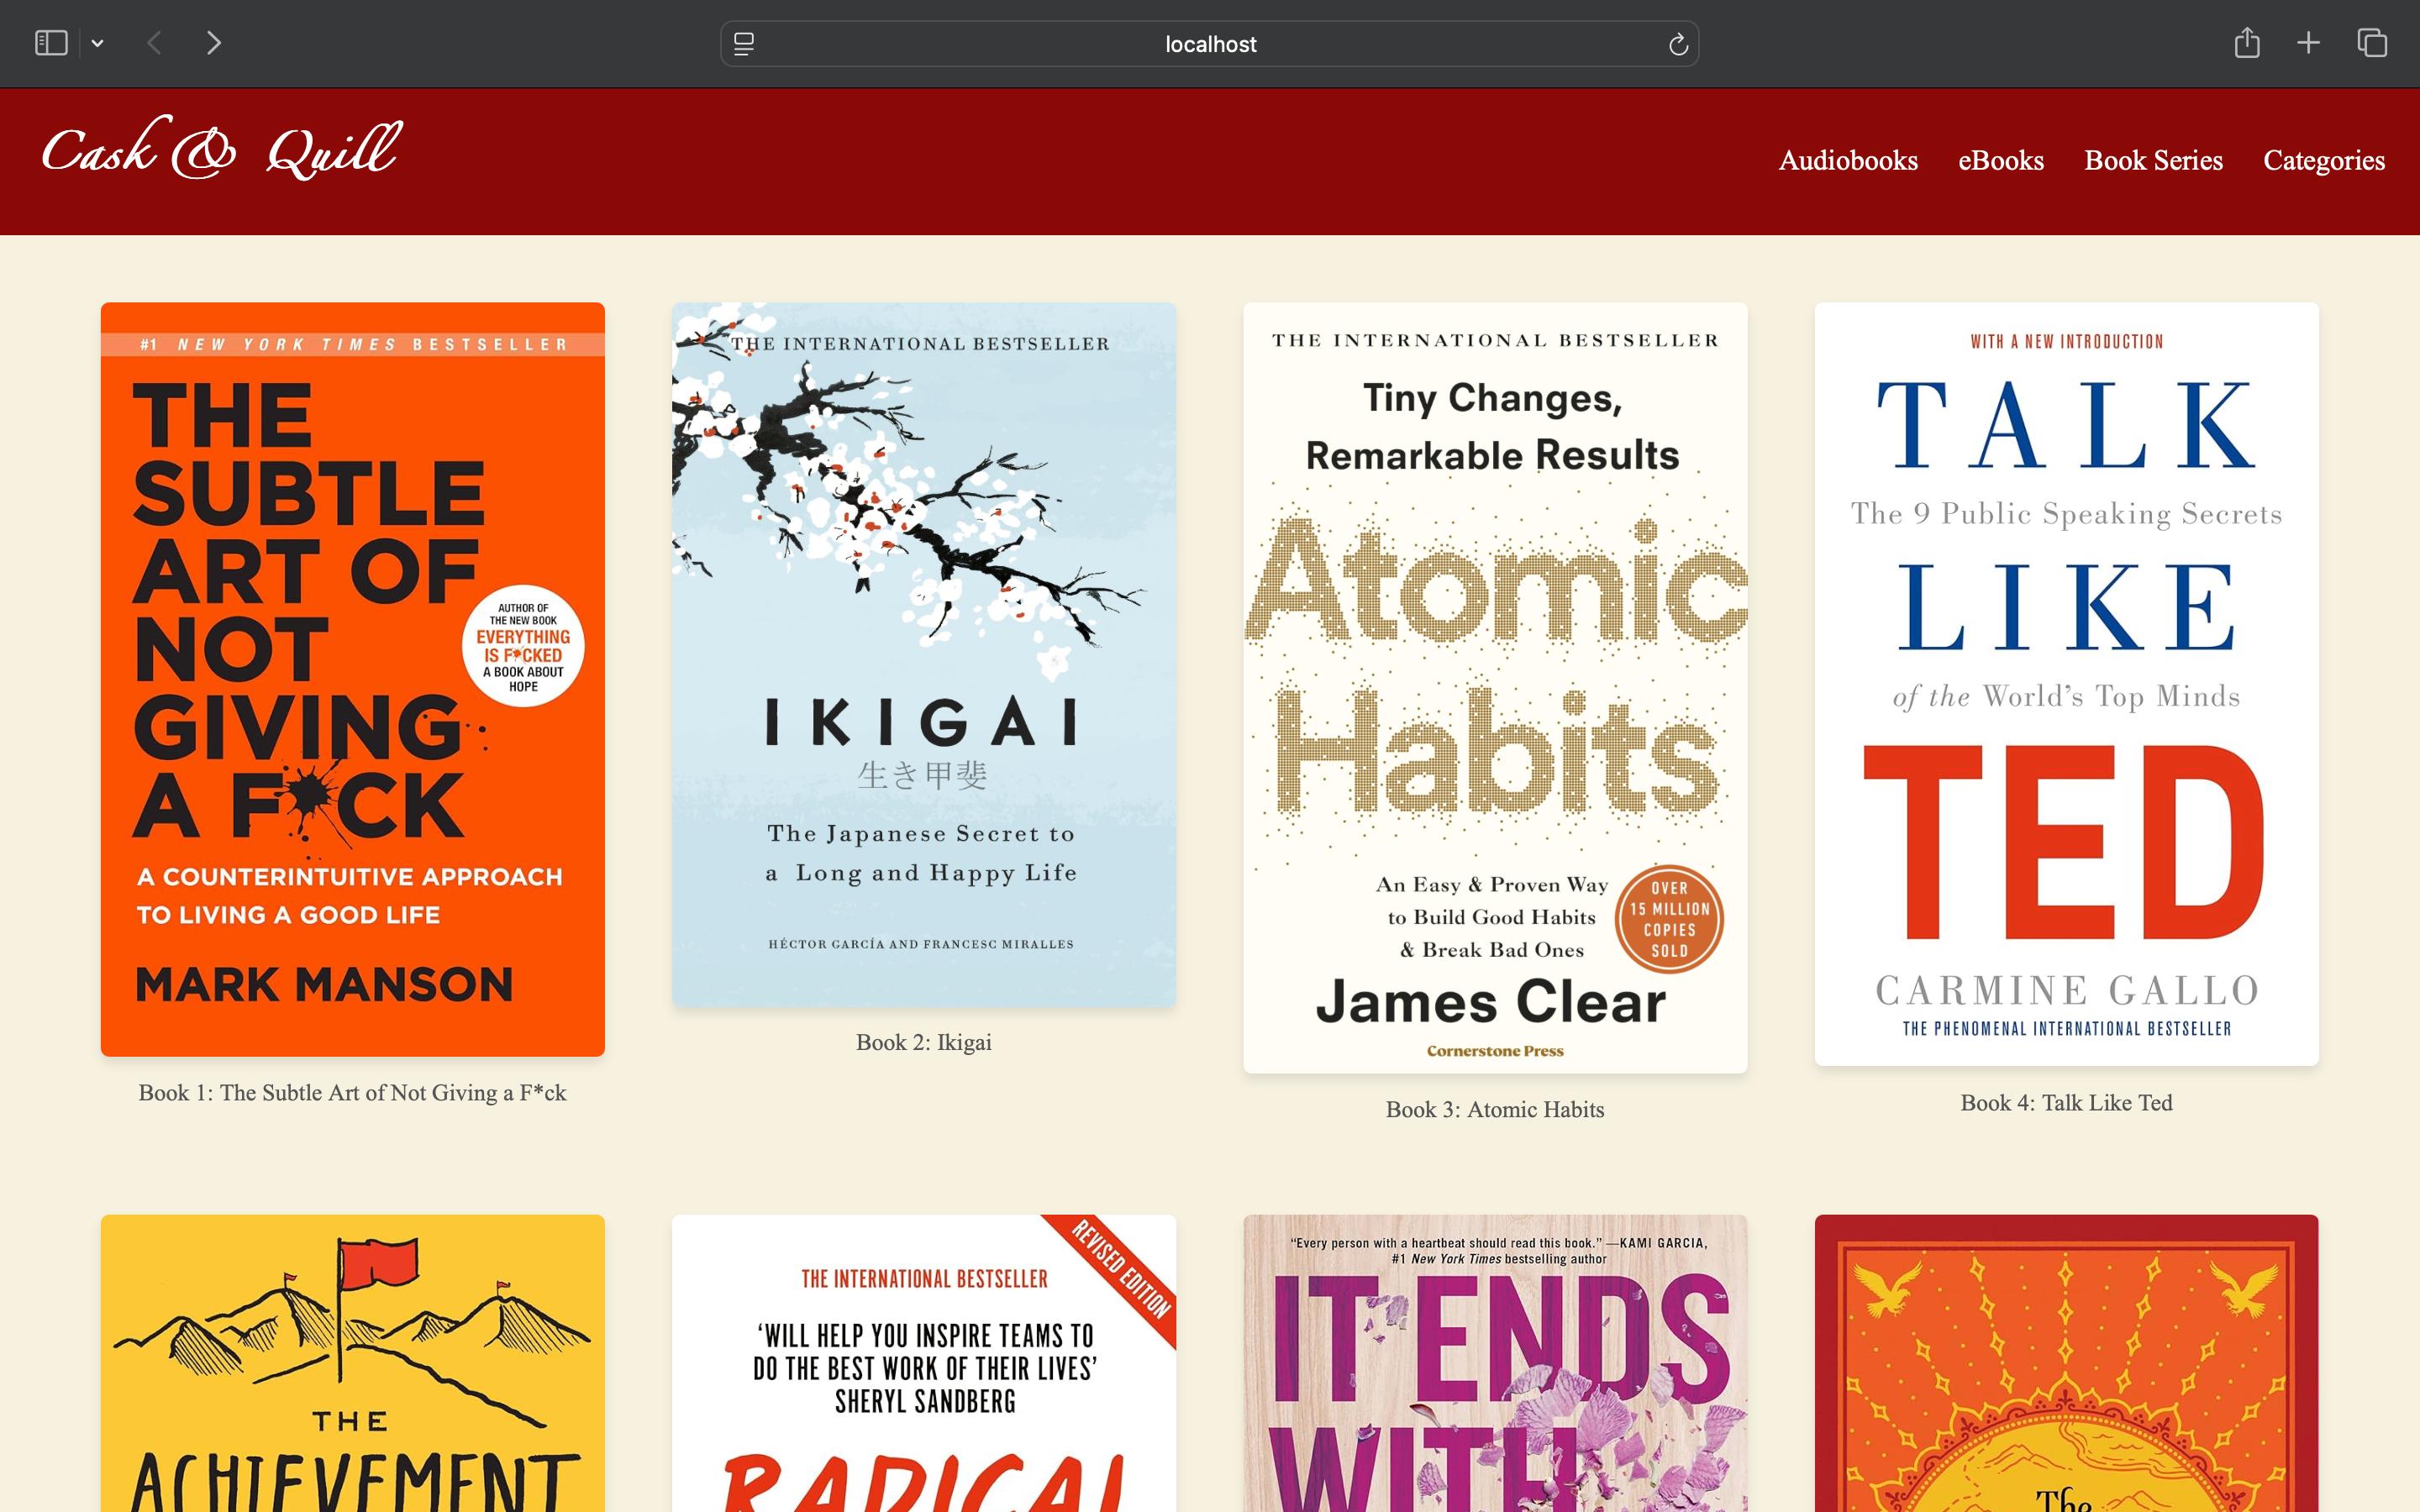 localhost
Cask & Quill
Audiobooks eBooks Book Series Categories
#1 NEW YORK TIMES BESTSELLER
THE
SUBTLE
ART OF
NOT
GIVING
A F*CK
AUTHOR OF
THE NEW BOOK
EVERYTHING
IS F*CKED
A BOOK ABOUT
HOPE
A COUNTERINTUITIVE APPROACH
TO LIVING A GOOD LIFE
MARK MANSON
Book 1: The Subtle Art of Not Giving a F*ck
THE INTERNATIONAL BESTSELLER
IKIGAI
生き甲斐
The Japanese Secret to
a Long and Happy Life
HÉCTOR GARCÍA AND FRANCESC MIRALLES
Book 2: Ikigai
THE INTERNATIONAL BESTSELLER
Tiny Changes,
Remarkable Results
Atomic
Habits
An Easy & Proven Way
to Build Good Habits
& Break Bad Ones
OVER
15 MILLION
COPIES
SOLD
James Clear
Cornerstone Press
Book 3: Atomic Habits
WITH A NEW INTRODUCTION
TALK
The 9 Public Speaking Secrets
LIKE
of the World's Top Minds
TED
CARMINE GALLO
THE PHENOMENAL INTERNATIONAL BESTSELLER
Book 4: Talk Like Ted
THE
ACHIEVEMENT
REVISED EDITION
THE INTERNATIONAL BESTSELLER
‘WILL HELP YOU INSPIRE TEAMS TO
DO THE BEST WORK OF THEIR LIVES’
SHERYL SANDBERG
RADICAL
“Every person with a heartbeat should read this book.” —KAMI GARCIA,
#1 New York Times bestselling author
IT ENDS
WITH
The